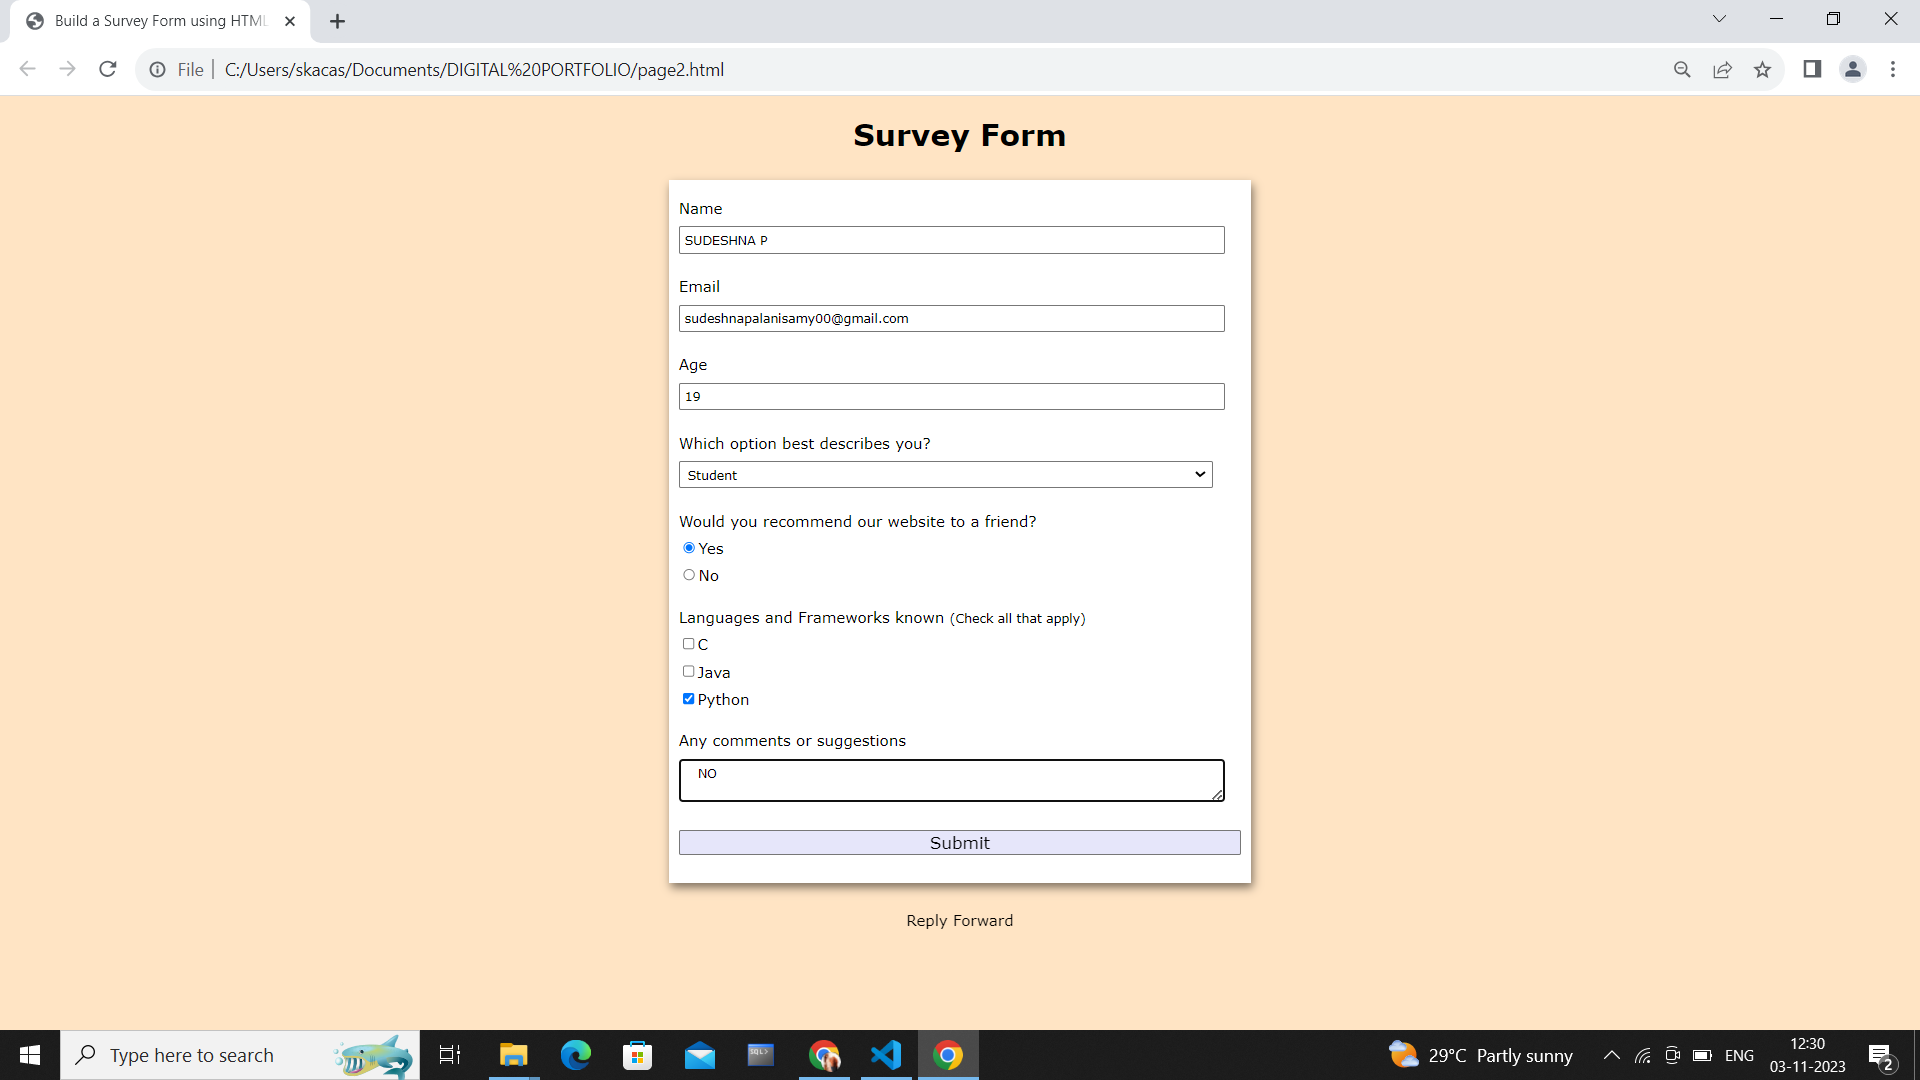 Build a Survey Form using HTML
File
C:/Users/skacas/Documents/DIGITAL%20PORTFOLIO/page2.html
Survey Form
Name
SUDESHNA P
Email
sudeshnapalanisamy00@gmail.com
Age
19
Which option best describes you?
Student
Would you recommend our website to a friend?
Yes
No
Languages and Frameworks known (Check all that apply)
C
Java
Python
Any comments or suggestions
NO
Submit
Reply Forward
Type here to search
SQL>
29°C Partly sunny
ENG
12:30
03-11-2023
2